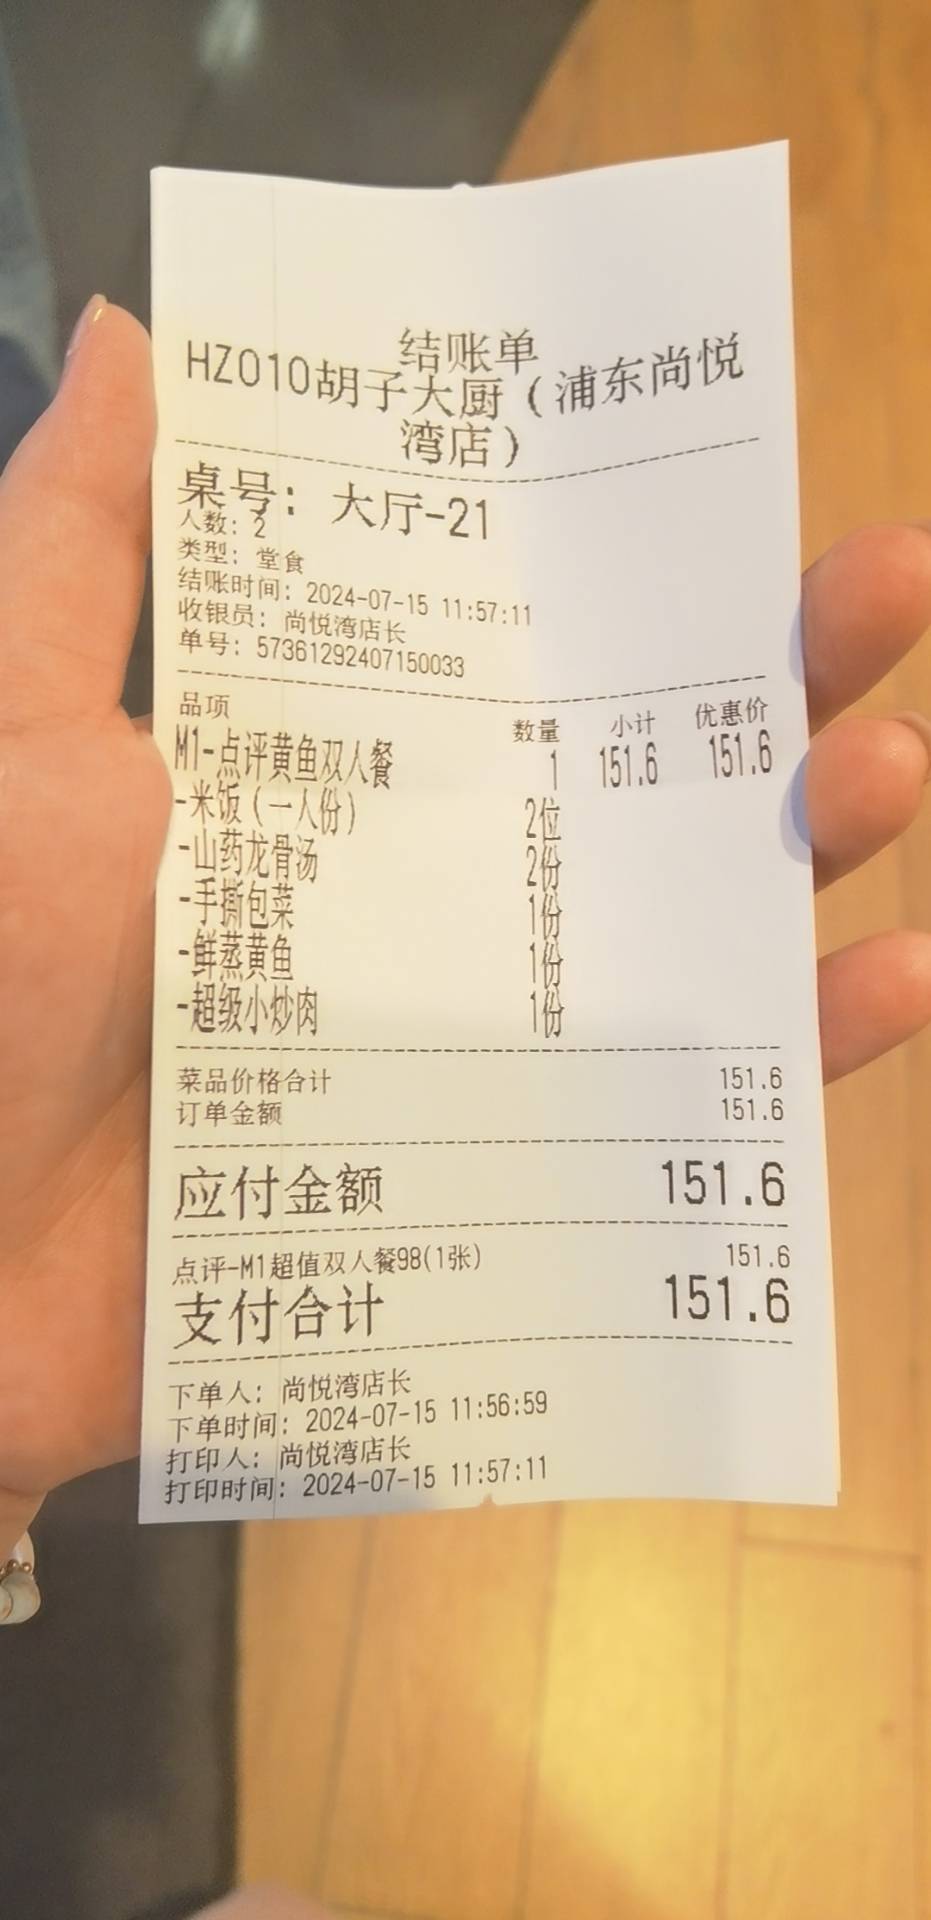 结账单
HZ010胡子大厨（浦东尚悦
湾店）
桌号：大厅-21
人数：2
类型：堂食
结账时间：2024-07-15 11:57:11
收银员：尚悦湾店长
单号：573612922407150033
品项 数量 小计 优惠价
M1-点评黄鱼双人餐 1 151.6 151.6
-米饭（一人份） 2位
-山药龙骨汤 2份
-手撕包菜 1份
-鲜蒸黄鱼 1份
-超级小炒肉 1份
菜品价格合计 151.6
订单金额 151.6
应付金额 151.6
点评-M1超值双人餐98(1张) 151.6
支付合计 151.6
下单人：尚悦湾店长
下单时间：2024-07-15 11:56:59
打印人：尚悦湾店长
打印时间：2024-07-15 11:57:11